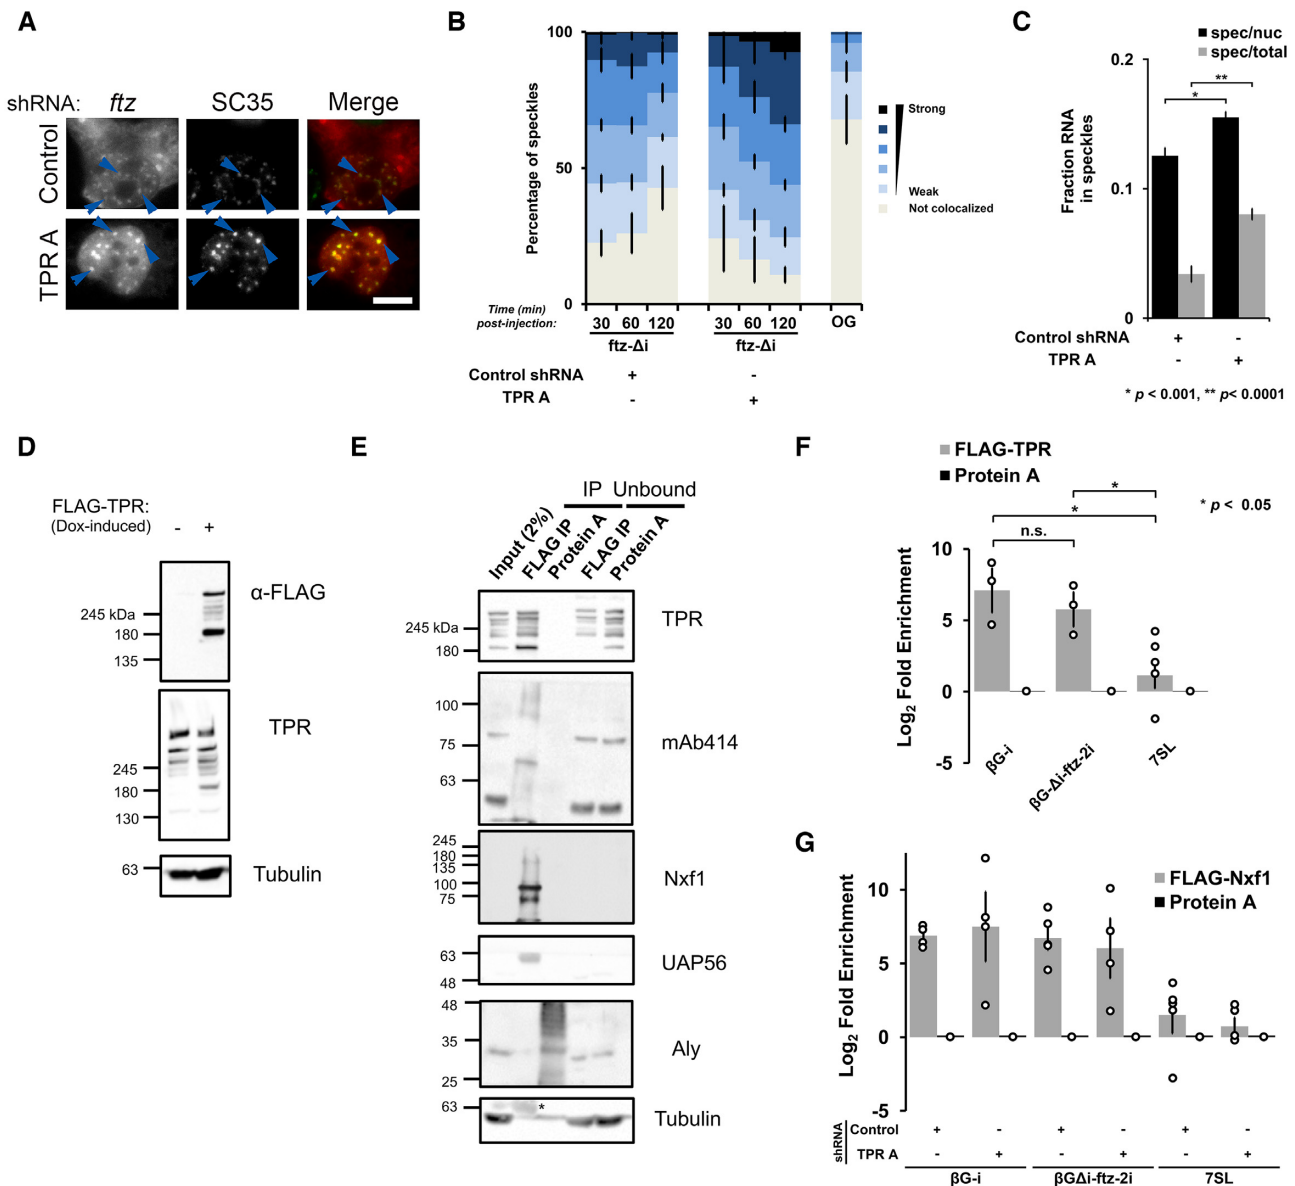 A
shRNA: ftz SC35 Merge
Control
TPR A
B
Percentage of speckles
100
50
0
Strong
Weak
Not colocalized
Time (min)
post-injection:
30 60 120 30 60 120 OG
ftz-Δi ftz-Δi
Control shRNA + -
TPR A - +
C
spec/nuc
spec/total
Fraction RNA
in speckles
0.2
0.1
0
*
**
Control shRNA + -
TPR A - +
* p < 0.001, ** p< 0.0001
D
FLAG-TPR:
(Dox-induced) - +
α-FLAG
245 kDa
180
135
TPR
245
180
130
63
Tubulin
E
IP Unbound
Input (2%)
FLAG IP
Protein A
FLAG IP
Protein A
TPR
245 kDa
180
mAb414
100
75
63
Nxf1
245
180
135
100
75
UAP56
63
48
Aly
48
35
25
63
*
Tubulin
F
FLAG-TPR
Protein A
* p < 0.05
*
*
n.s.
Log2 Fold Enrichment
10
5
0
-5
βG-i
βG-Δi-ftz-2i
7SL
G
FLAG-Nxf1
Protein A
Log2 Fold Enrichment
10
5
0
-5
shRNA
Control + - + - + -
TPR A - + - + - +
βG-i βGΔi-ftz-2i 7SL